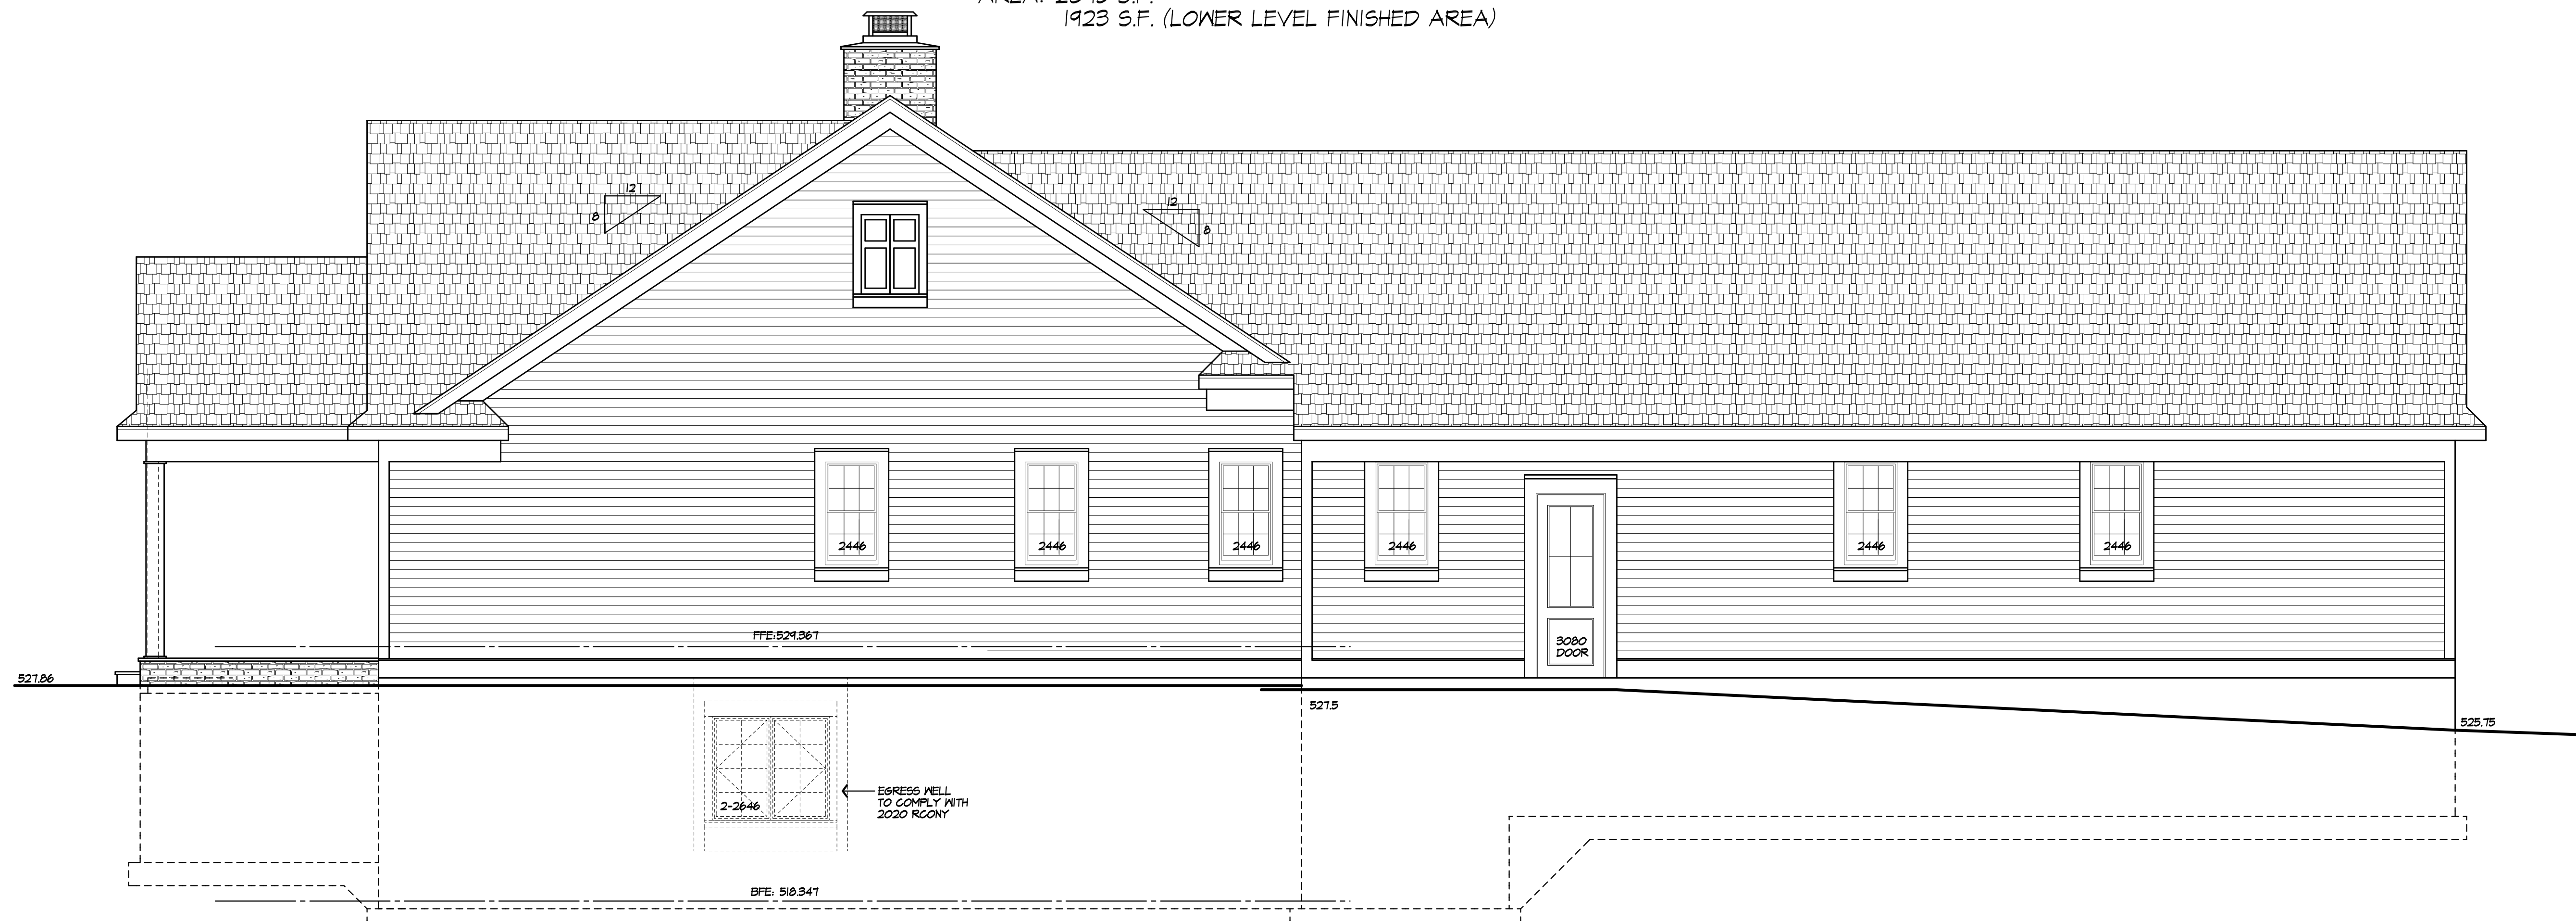 1923 S.F. (LOWER LEVEL FINISHED AREA)
12
8
12
8
2446
2446
2446
2446
2446
2446
3080
DOOR
FFE:529.367
527.86
527.5
525.75
2-2646
EGRESS WELL
TO COMPLY WITH
2020 RCONY
BFE: 518.347